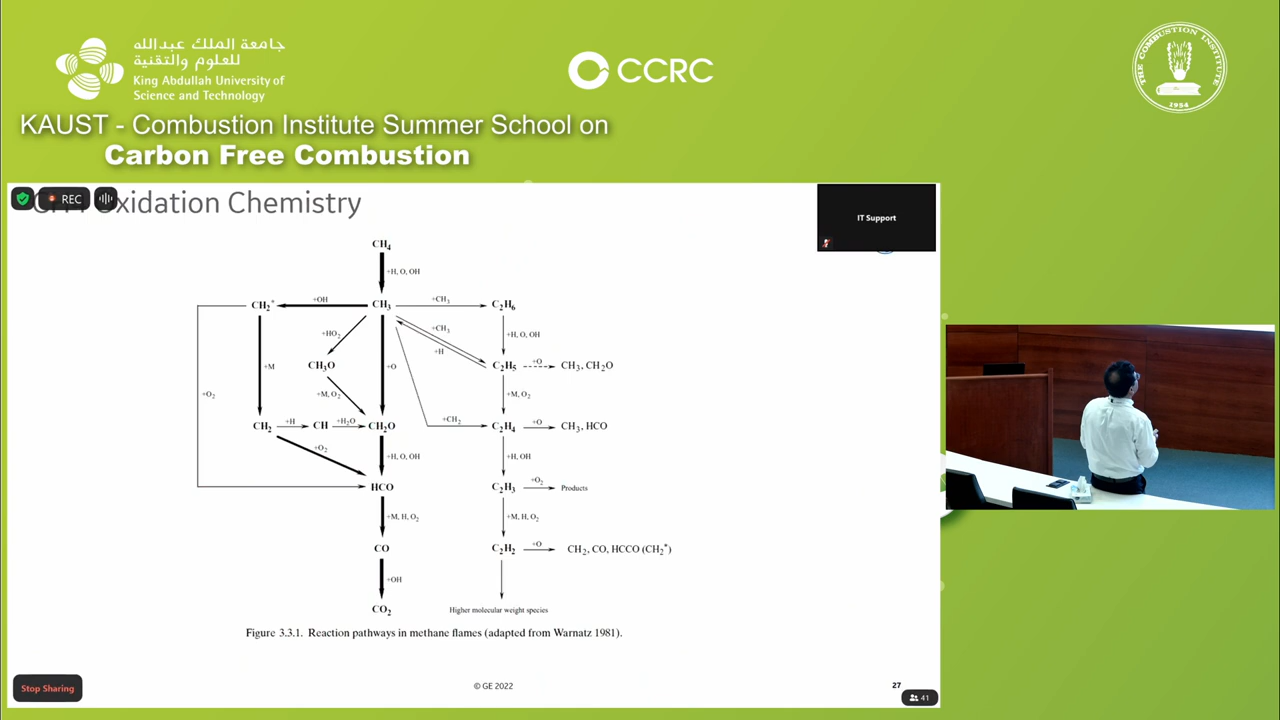 جامعة الملك عبدالله
للعلوم والتقنية
King Abdullah University of
Science and Technology
CCRC
THE COMBUSTION INSTITUTE
1954
KAUST - Combustion Institute Summer School on
Carbon Free Combustion
REC
Oxidation Chemistry
IT Support
CH₄
+H, O, OH
CH₂* +OH CH₃ +CH₃ C₂H₆
+HO₂ +CH₃ +H, O, OH
+H
+M CH₃O +O C₂H₅ +O CH₃, CH₂O
+O₂ +M, O₂ +M, O₂
+CH₂
CH₂ +H CH +H₂O CH₂O C₂H₄ +O CH₃, HCO
+O₂ +H, O, OH +H, OH
HCO C₂H₃ +O₂ Products
+M, H, O₂ +M, H, O₂
CO C₂H₂ +O CH₂, CO, HCCO (CH₂*)
+OH
CO₂ Higher molecular weight species
Figure 3.3.1. Reaction pathways in methane flames (adapted from Warnatz 1981).
Stop Sharing
© GE 2022
27
41